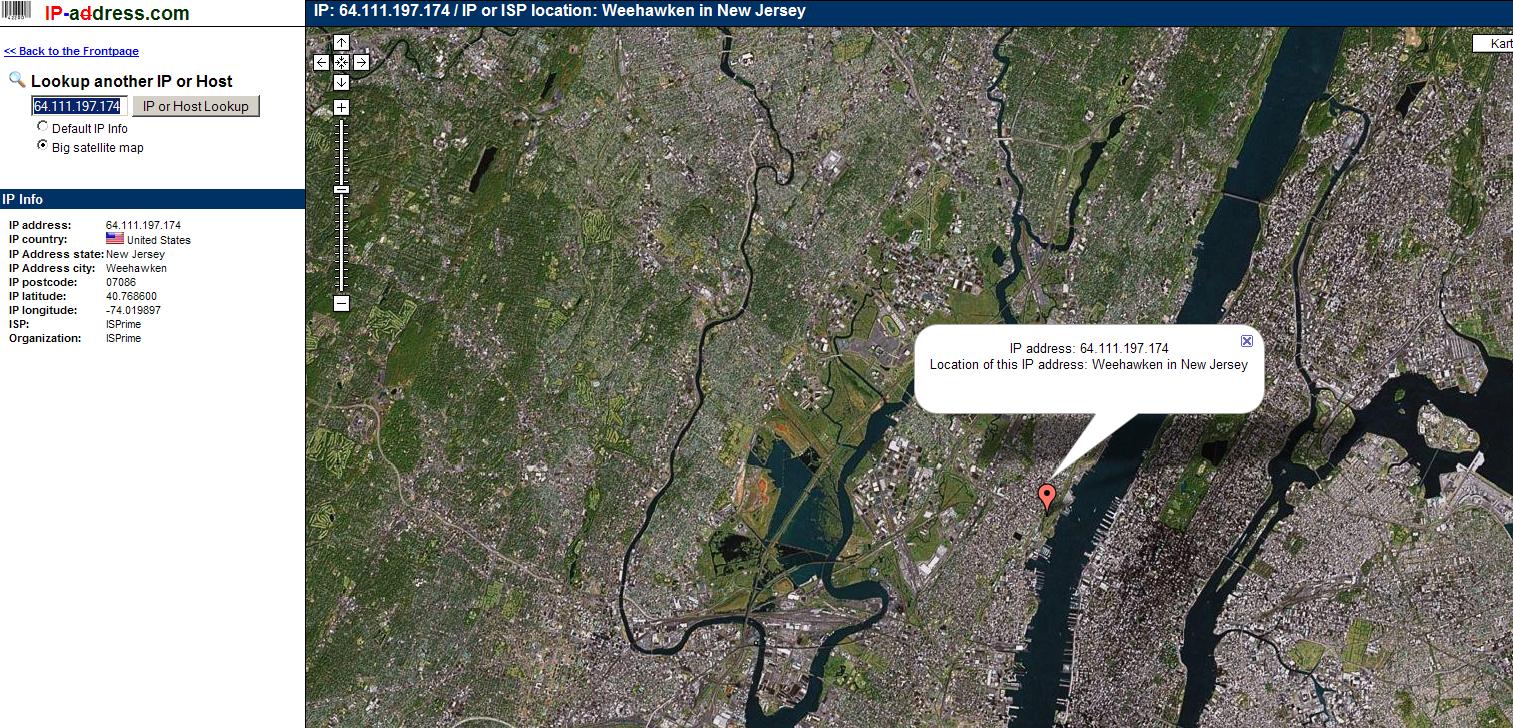 IP-address.com
IP: 64.111.197.174 / IP or ISP location: Weehawken in New Jersey
<< Back to the Frontpage
Kart
Lookup another IP or Host
64.111.197.174 IP or Host Lookup
Default IP Info
Big satellite map
IP Info
IP address: 64.111.197.174
IP country: United States
IP Address state: New Jersey
IP Address city: Weehawken
IP postcode: 07086
IP latitude: 40.768600
IP longitude: -74.019897
ISP: ISPrime
Organization: ISPrime
IP address: 64.111.197.174
Location of this IP address: Weehawken in New Jersey